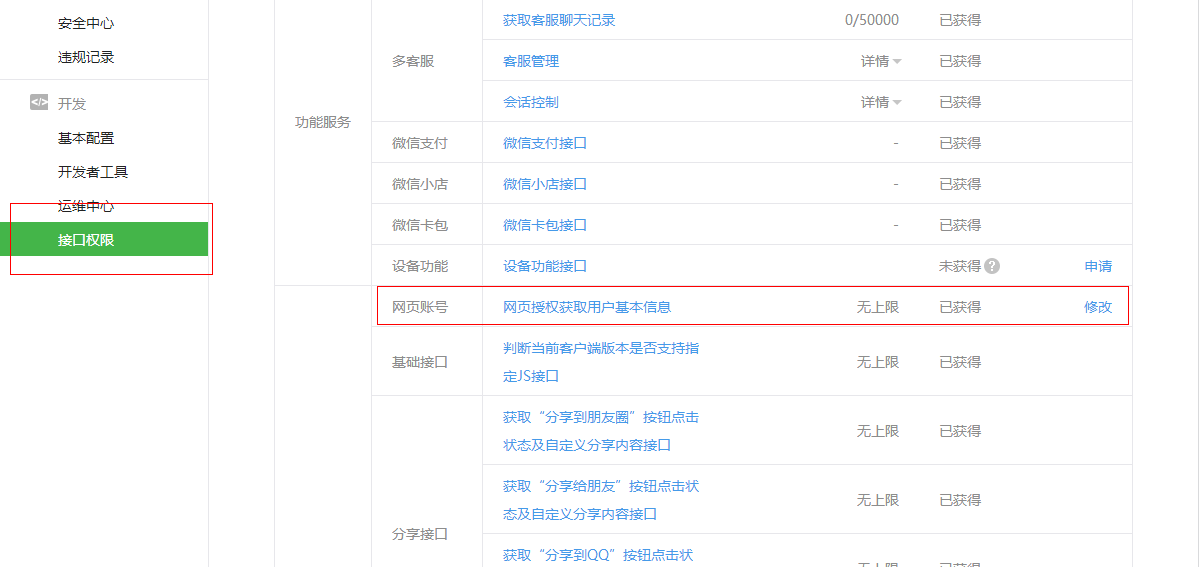 安全中心
违规记录
</> 开发
基本配置
开发者工具
运维中心
接口权限
获取客服聊天记录 0/50000 已获得
多客服 客服管理 详情 已获得
会话控制 详情 已获得
功能服务
微信支付 微信支付接口 - 已获得
微信小店 微信小店接口 - 已获得
微信卡包 微信卡包接口 - 已获得
设备功能 设备功能接口 未获得 ? 申请
网页账号 网页授权获取用户基本信息 无上限 已获得 修改
基础接口 判断当前客户端版本是否支持指
定JS接口 无上限 已获得
获取“分享到朋友圈”按钮点击
状态及自定义分享内容接口 无上限 已获得
获取“分享给朋友”按钮点击状
态及自定义分享内容接口 无上限 已获得
分享接口
获取“分享到QQ”按钮点击状
无上限 已获得